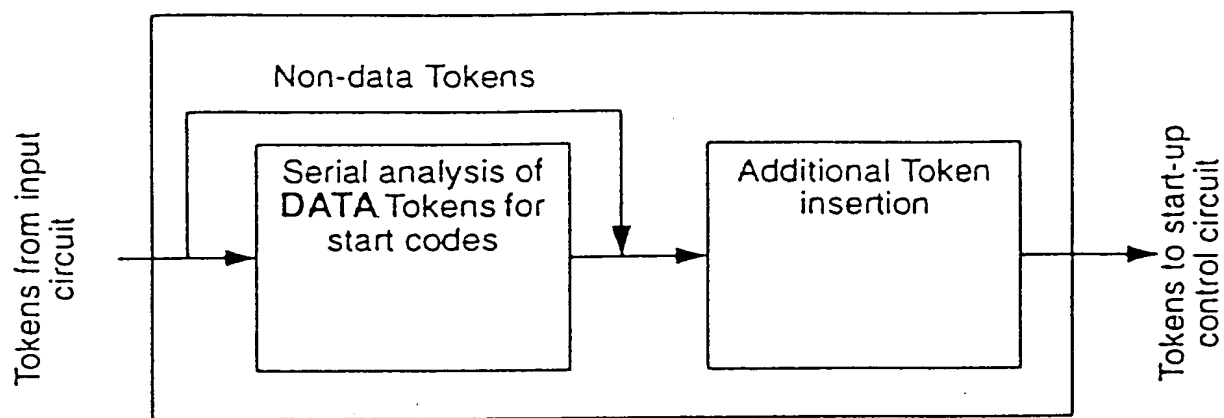 Non-data Tokens
Tokens from input
circuit
Serial analysis of
DATA Tokens for
start codes
Additional Token
insertion
Tokens to start-up
control circuit